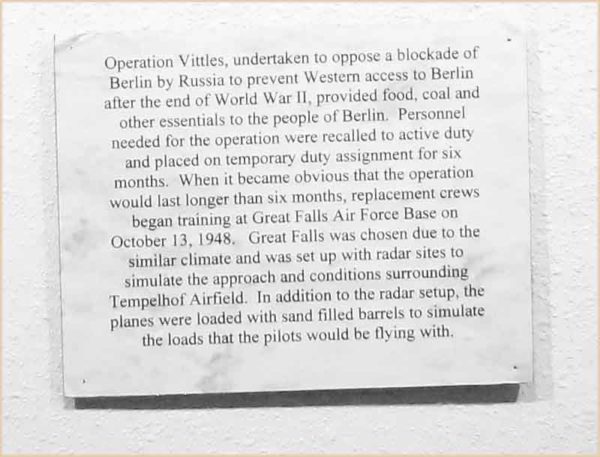 Operation Vittles, undertaken to oppose a blockade of
Berlin by Russia to prevent Western access to Berlin
after the end of World War II, provided food, coal and
other essentials to the people of Berlin.  Personnel
needed for the operation were recalled to active duty
and placed on temporary duty assignment for six
months.  When it became obvious that the operation
would last longer than six months, replacement crews
began training at Great Falls Air Force Base on
October 13, 1948.  Great Falls was chosen due to the
similar climate and was set up with radar sites to
simulate the approach and conditions surrounding
Tempelhof Airfield.  In addition to the radar setup, the
planes were loaded with sand filled barrels to simulate
the loads that the pilots would be flying with.